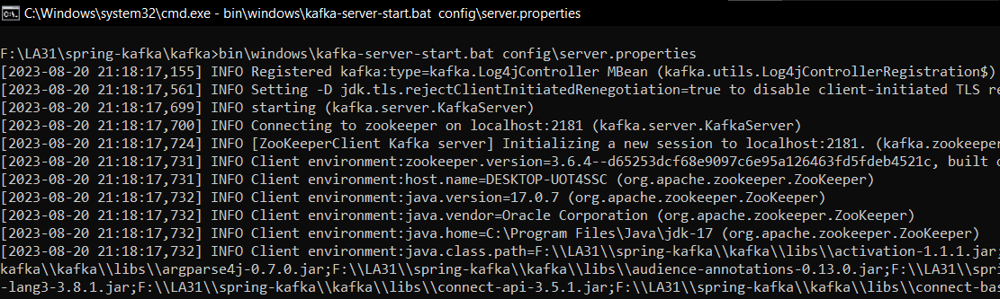 C:\Windows\system32\cmd.exe - bin\windows\kafka-server-start.bat config\server.properties
F:\LA31\spring-kafka\kafka>bin\windows\kafka-server-start.bat config\server.properties
[2023-08-20 21:18:17,155] INFO Registered kafka:type=kafka.Log4jController MBean (kafka.utils.Log4jControllerRegistration$)
[2023-08-20 21:18:17,561] INFO Setting -D jdk.tls.rejectClientInitiatedRenegotiation=true to disable client-initiated TLS re
[2023-08-20 21:18:17,699] INFO starting (kafka.server.KafkaServer)
[2023-08-20 21:18:17,700] INFO Connecting to zookeeper on localhost:2181 (kafka.server.KafkaServer)
[2023-08-20 21:18:17,724] INFO [ZooKeeperClient Kafka server] Initializing a new session to localhost:2181. (kafka.zookeeper
[2023-08-20 21:18:17,731] INFO Client environment:zookeeper.version=3.6.4--d65253dcf68e9097c6e95a126463fd5fdeb4521c, built o
[2023-08-20 21:18:17,731] INFO Client environment:host.name=DESKTOP-UOT4SSC (org.apache.zookeeper.ZooKeeper)
[2023-08-20 21:18:17,732] INFO Client environment:java.version=17.0.7 (org.apache.zookeeper.ZooKeeper)
[2023-08-20 21:18:17,732] INFO Client environment:java.vendor=Oracle Corporation (org.apache.zookeeper.ZooKeeper)
[2023-08-20 21:18:17,732] INFO Client environment:java.home=C:\Program Files\Java\jdk-17 (org.apache.zookeeper.ZooKeeper)
[2023-08-20 21:18:17,732] INFO Client environment:java.class.path=F:\\LA31\\spring-kafka\\kafka\\libs\\activation-1.1.1.jar;
kafka\\kafka\\libs\\argparse4j-0.7.0.jar;F:\\LA31\\spring-kafka\\kafka\\libs\\audience-annotations-0.13.0.jar;F:\\LA31\\spri
-lang3-3.8.1.jar;F:\\LA31\\spring-kafka\\kafka\\libs\\connect-api-3.5.1.jar;F:\\LA31\\spring-kafka\\kafka\\libs\\connect-bas